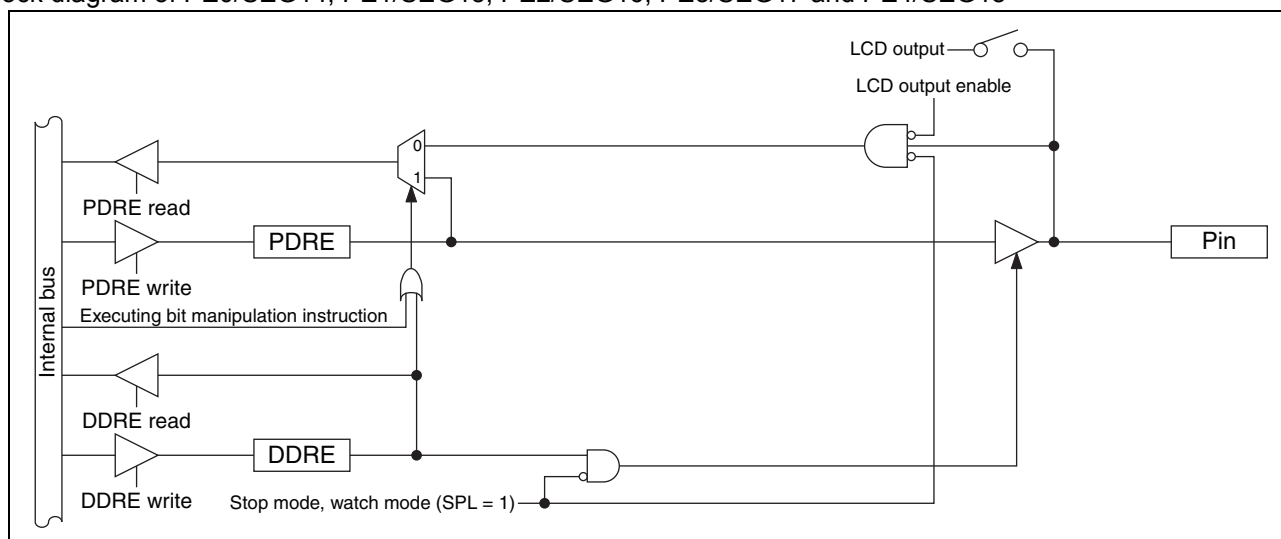 LCD output
LCD output enable
0
1
PDRE read
PDRE
Pin
PDRE write
Executing bit manipulation instruction
Internal bus
DDRE read
DDRE
DDRE write
Stop mode, watch mode (SPL = 1)